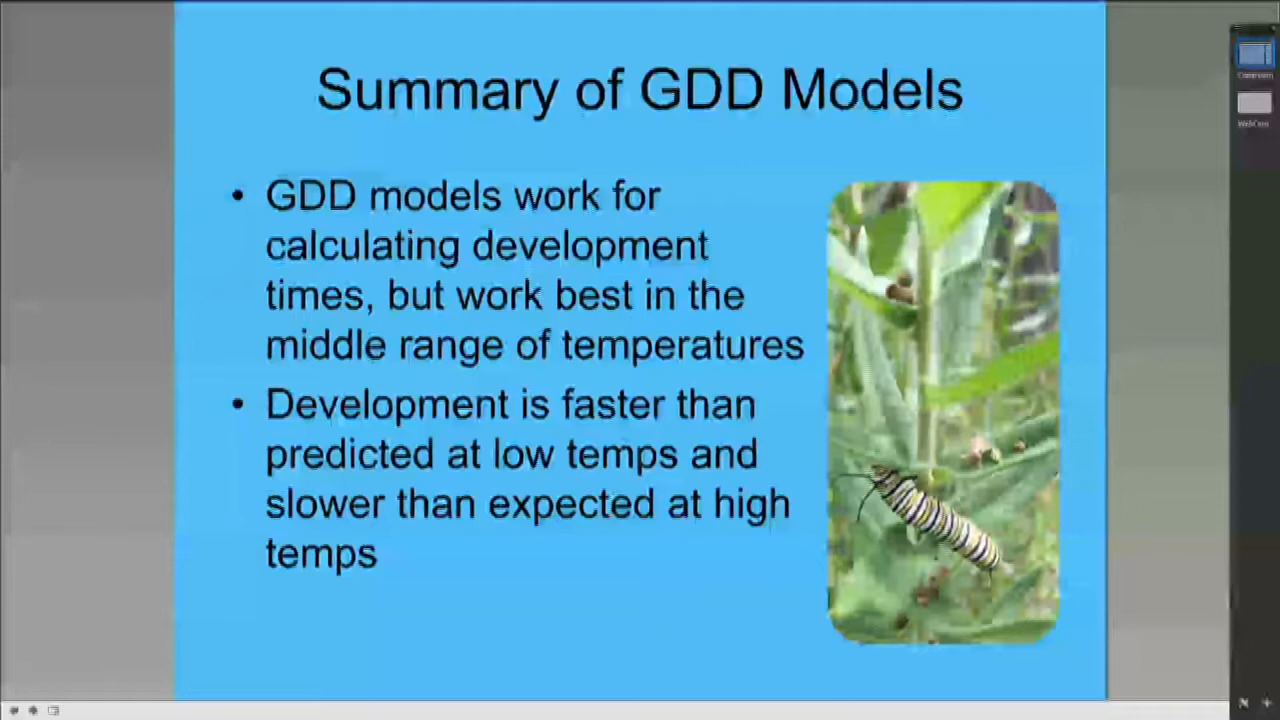 Summary of GDD Models
• GDD models work for
calculating development
times, but work best in the
middle range of temperatures
• Development is faster than
predicted at low temps and
slower than expected at high
temps